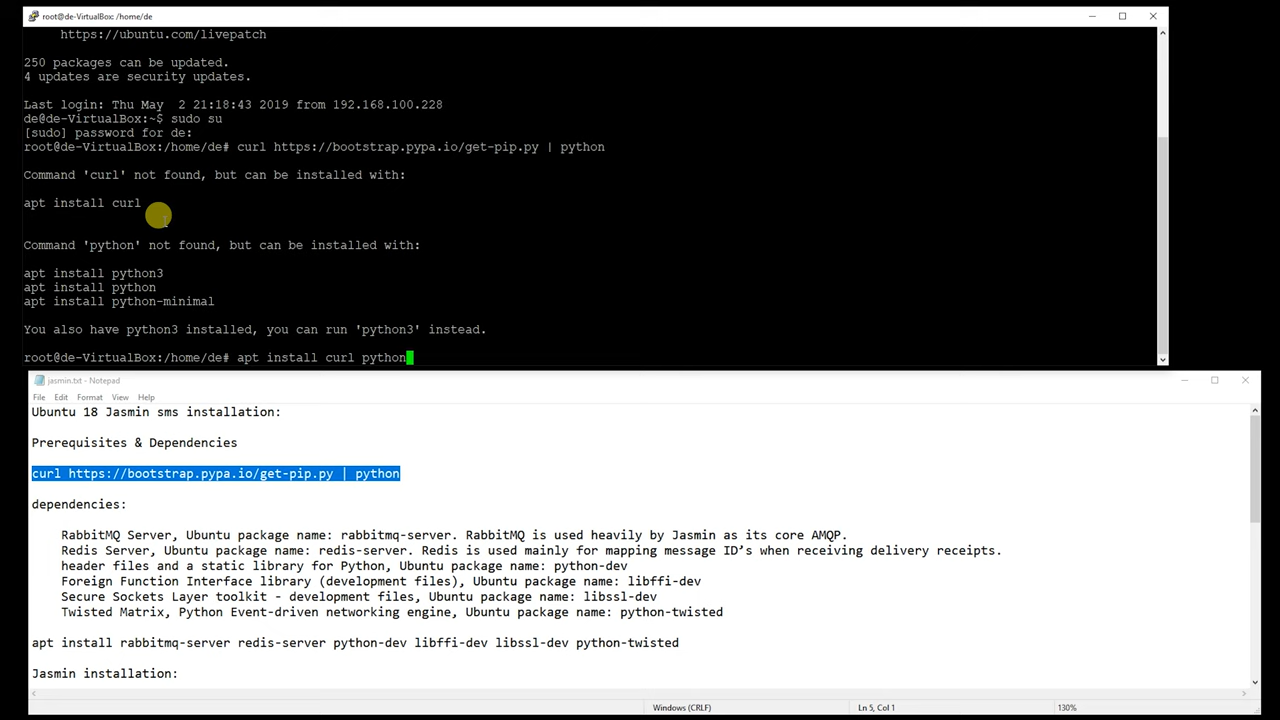 root@de-VirtualBox: /home/de
https://ubuntu.com/livepatch
250 packages can be updated.
4 updates are security updates.
Last login: Thu May  2 21:18:43 2019 from 192.168.100.228
de@de-VirtualBox:~$ sudo su
[sudo] password for de:
root@de-VirtualBox:/home/de# curl https://bootstrap.pypa.io/get-pip.py | python
Command 'curl' not found, but can be installed with:
apt install curl
Command 'python' not found, but can be installed with:
apt install python3
apt install python
apt install python-minimal
You also have python3 installed, you can run 'python3' instead.
root@de-VirtualBox:/home/de# apt install curl python
jasmin.txt - Notepad
File Edit Format View Help
Ubuntu 18 Jasmin sms installation:
Prerequisites & Dependencies
curl https://bootstrap.pypa.io/get-pip.py | python
dependencies:
RabbitMQ Server, Ubuntu package name: rabbitmq-server. RabbitMQ is used heavily by Jasmin as its core AMQP.
Redis Server, Ubuntu package name: redis-server. Redis is used mainly for mapping message ID’s when receiving delivery receipts.
header files and a static library for Python, Ubuntu package name: python-dev
Foreign Function Interface library (development files), Ubuntu package name: libffi-dev
Secure Sockets Layer toolkit - development files, Ubuntu package name: libssl-dev
Twisted Matrix, Python Event-driven networking engine, Ubuntu package name: python-twisted
apt install rabbitmq-server redis-server python-dev libffi-dev libssl-dev python-twisted
Jasmin installation:
Windows (CRLF) Ln 5, Col 1 130%